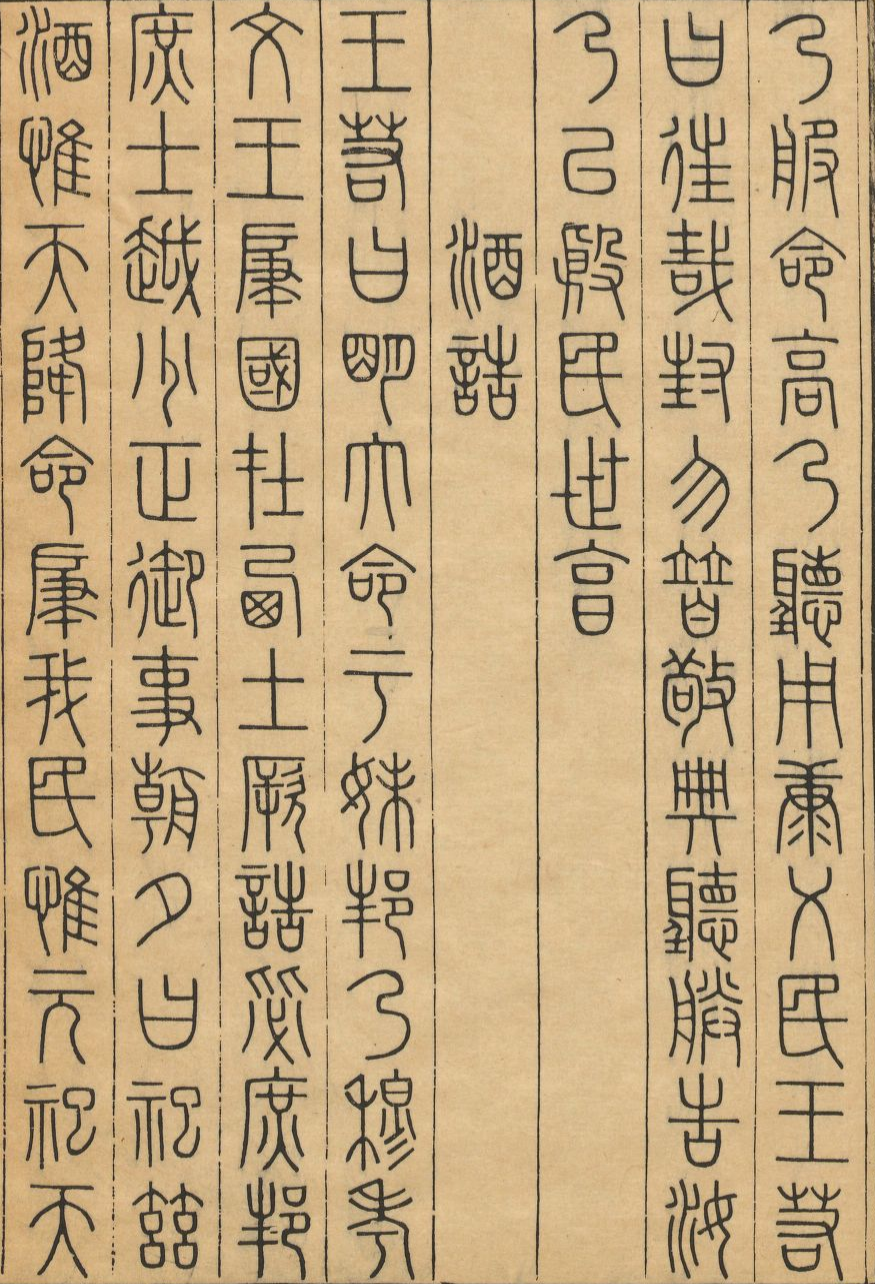 乃服命高乃聽用康乂民王若
曰往哉封勿替敬典聽朕告汝
乃以殷民世享
酒誥
王若曰明大命于妹邦乃穆考
文王肇國在西土厥誥毖庶邦
庶士越少正御事朝夕曰祀茲
酒惟天降命肇我民惟元祀天